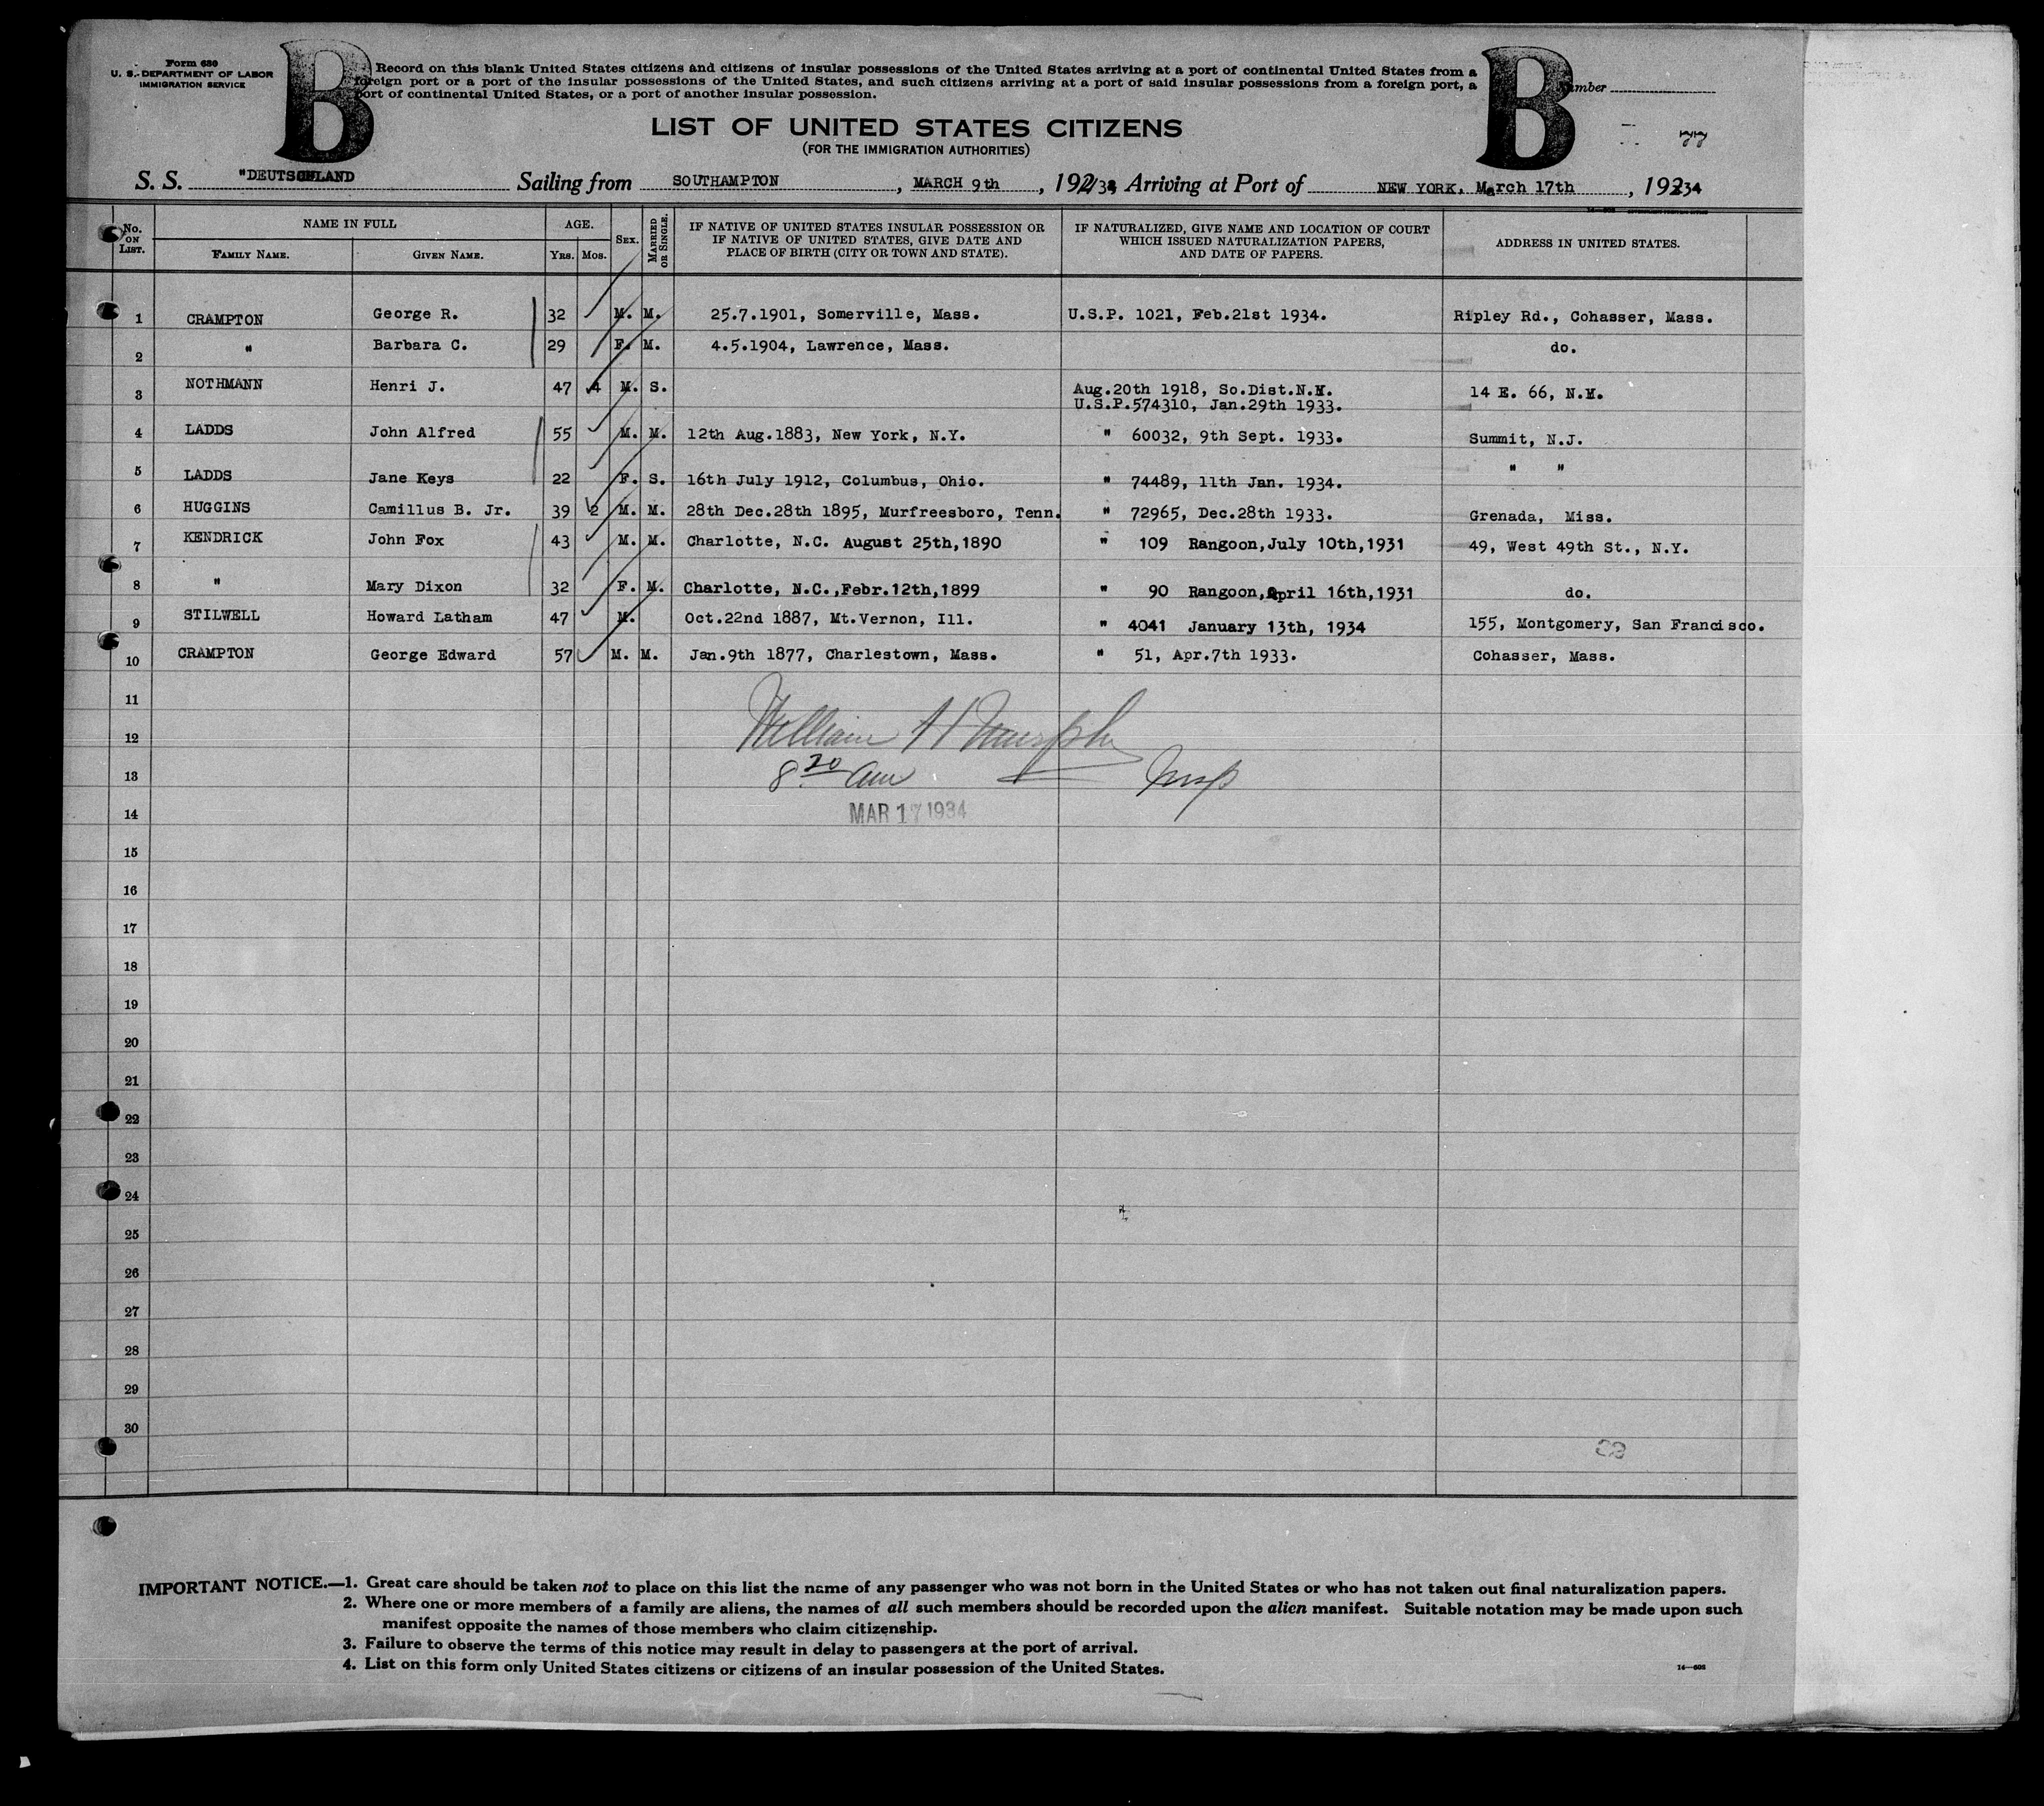 Form 630
U. S. DEPARTMENT OF LABOR
IMMIGRATION SERVICE
B
B
Record on this blank United States citizens and citizens of insular possessions of the United States arriving at a port of continental United States from a
foreign port or a port of the insular possessions of the United States, and such citizens arriving at a port of said insular possessions from a foreign port, a
port of continental United States, or a port of another insular possession.
Number
LIST OF UNITED STATES CITIZENS
(FOR THE IMMIGRATION AUTHORITIES)
S. S. "DEUTSCHLAND Sailing from SOUTHAMPTON, MARCH 9th, 192/34 Arriving at Port of NEW YORK, March 17th, 19234
No. ON LIST. NAME IN FULL AGE. SEX. MARRIED OR SINGLE. IF NATIVE OF UNITED STATES INSULAR POSSESSION OR IF NATIVE OF UNITED STATES, GIVE DATE AND PLACE OF BIRTH (CITY OR TOWN AND STATE). IF NATURALIZED, GIVE NAME AND LOCATION OF COURT WHICH ISSUED NATURALIZATION PAPERS, AND DATE OF PAPERS. ADDRESS IN UNITED STATES.
FAMILY NAME. GIVEN NAME. YRS. MOS.
1 CRAMPTON George R. 32 M. M. 25.7.1901, Somerville, Mass. U.S.P. 1021, Feb.21st 1934. Ripley Rd., Cohasser, Mass.
2 " Barbara C. 29 F. M. 4.5.1904, Lawrence, Mass. do.
3 NOTHMANN Henri J. 47 4 M. S. Aug.20th 1918, So.Dist.N.Y. 14 E. 66, N.Y.
U.S.P.574310, Jan.29th 1933.
4 LADDS John Alfred 55 M. M. 12th Aug.1883, New York, N.Y. " 60032, 9th Sept. 1933. Summit, N.J.
5 LADDS Jane Keys 22 F. S. 16th July 1912, Columbus, Ohio. " 74489, 11th Jan. 1934. " "
6 HUGGINS Camillus B. Jr. 39 2 M. M. 28th Dec.28th 1895, Murfreesboro, Tenn. " 72965, Dec.28th 1933. Grenada, Miss.
7 KENDRICK John Fox 43 M. M. Charlotte, N.C. August 25th,1890 " 109 Rangoon,July 10th,1931 49, West 49th St., N.Y.
8 " Mary Dixon 32 F. M. Charlotte, N.C.,Febr.12th,1899 " 90 Rangoon,April 16th,1931 do.
9 STILWELL Howard Latham 47 M. Oct.22nd 1887, Mt.Vernon, Ill. " 4041 January 13th, 1934 155, Montgomery, San Francisco.
10 CRAMPTON George Edward 57 M. M. Jan.9th 1877, Charlestown, Mass. " 51, Apr.7th 1933. Cohasser, Mass.
11
12 William H Murphy
13 8 20 am
14 MAR 17 1934
15
16
17
18
19
20
21
22
23
24
25
26
27
28
29
30
IMPORTANT NOTICE.—1. Great care should be taken not to place on this list the name of any passenger who was not born in the United States or who has not taken out final naturalization papers.
2. Where one or more members of a family are aliens, the names of all such members should be recorded upon the alien manifest. Suitable notation may be made upon such
manifest opposite the names of those members who claim citizenship.
3. Failure to observe the terms of this notice may result in delay to passengers at the port of arrival.
4. List on this form only United States citizens or citizens of an insular possession of the United States.